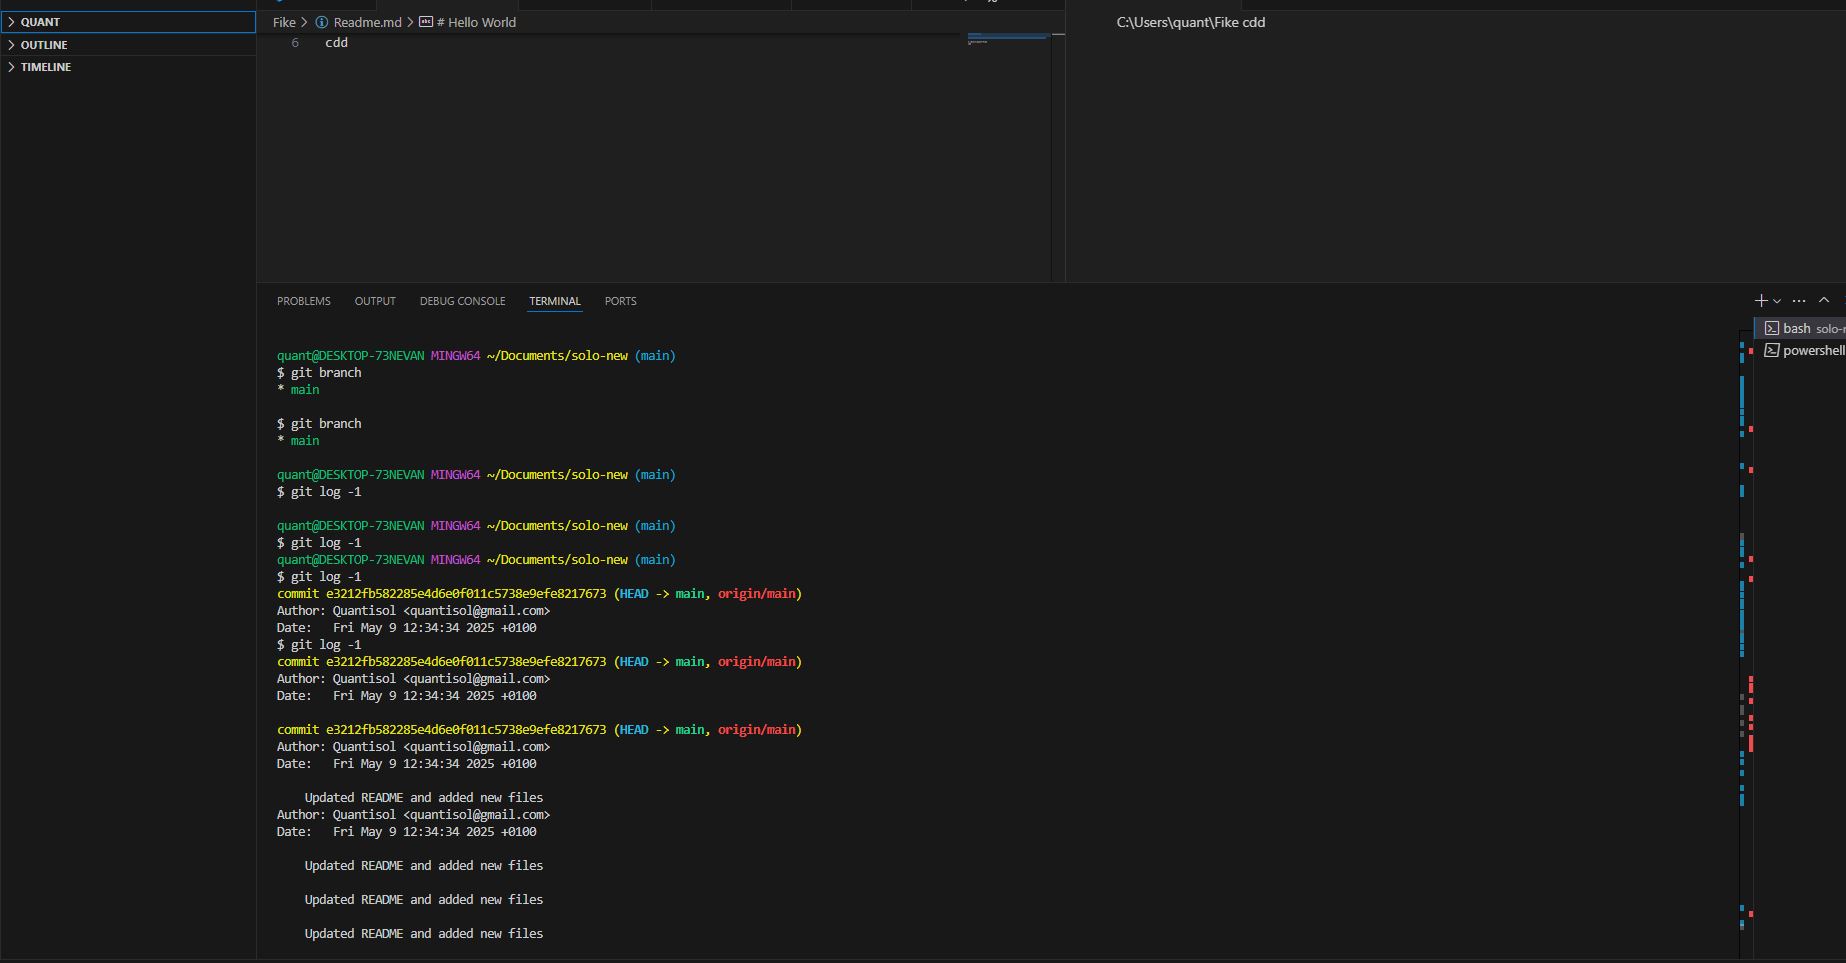 QUANT
OUTLINE
TIMELINE
Fike > Readme.md > # Hello World
6 cdd
C:\Users\quant\Fike cdd
PROBLEMS OUTPUT DEBUG CONSOLE TERMINAL PORTS
bash solo-
powershell
quant@DESKTOP-73NEVAN MINGW64 ~/Documents/solo-new (main)
$ git branch
* main
$ git branch
* main
quant@DESKTOP-73NEVAN MINGW64 ~/Documents/solo-new (main)
$ git log -1
quant@DESKTOP-73NEVAN MINGW64 ~/Documents/solo-new (main)
$ git log -1
quant@DESKTOP-73NEVAN MINGW64 ~/Documents/solo-new (main)
$ git log -1
commit e3212fb582285e4d6e0f011c5738e9efe8217673 (HEAD -> main, origin/main)
Author: Quantisol <quantisol@gmail.com>
Date:   Fri May 9 12:34:34 2025 +0100
$ git log -1
commit e3212fb582285e4d6e0f011c5738e9efe8217673 (HEAD -> main, origin/main)
Author: Quantisol <quantisol@gmail.com>
Date:   Fri May 9 12:34:34 2025 +0100
commit e3212fb582285e4d6e0f011c5738e9efe8217673 (HEAD -> main, origin/main)
Author: Quantisol <quantisol@gmail.com>
Date:   Fri May 9 12:34:34 2025 +0100
Updated README and added new files
Author: Quantisol <quantisol@gmail.com>
Date:   Fri May 9 12:34:34 2025 +0100
Updated README and added new files
Updated README and added new files
Updated README and added new files